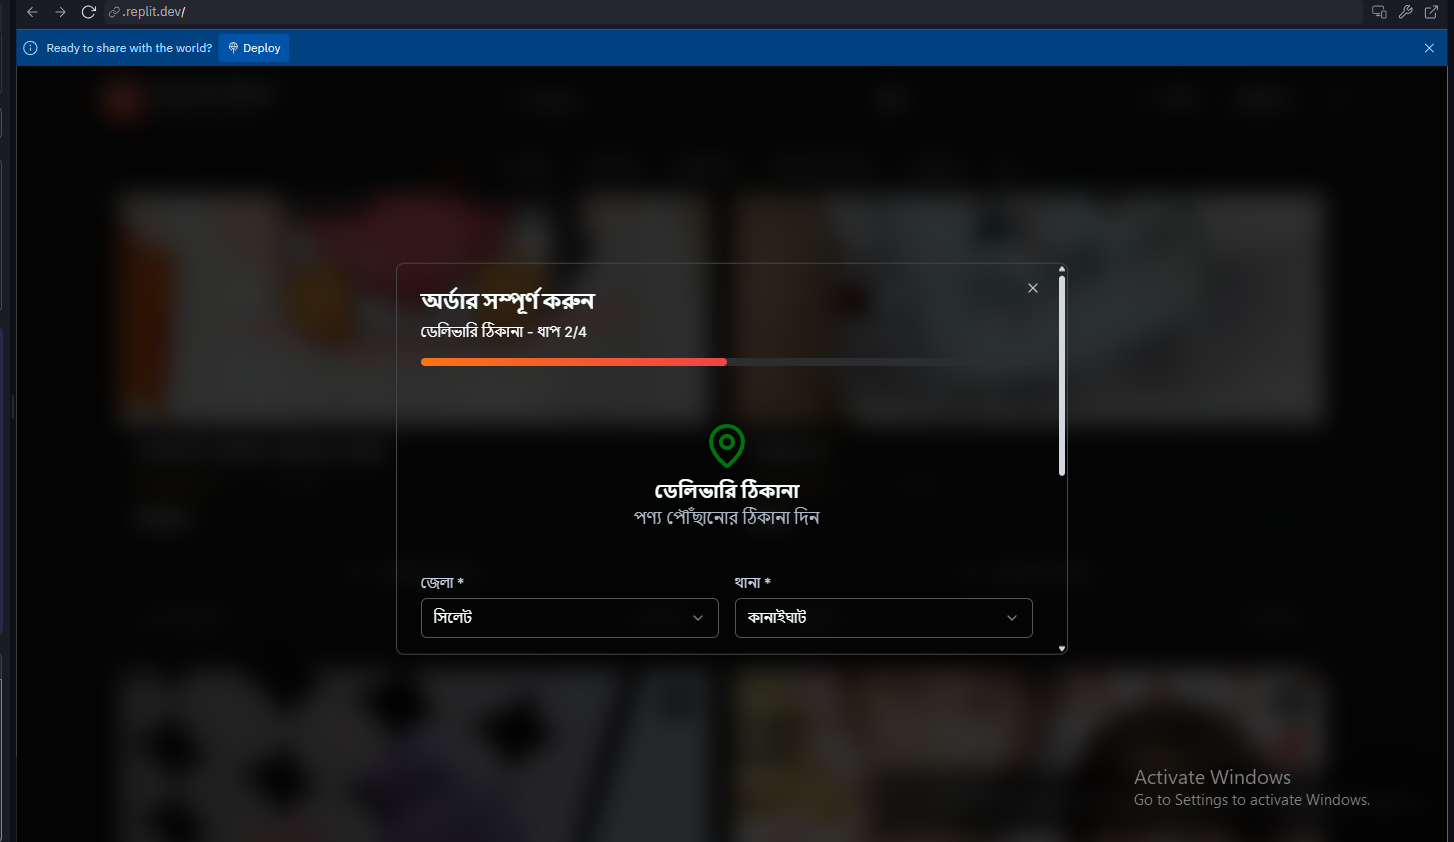 .replit.dev/
Ready to share with the world? Deploy
অর্ডার সম্পূর্ণ করুন
ডেলিভারি ঠিকানা - ধাপ 2/4
ডেলিভারি ঠিকানা
পণ্য পৌঁছানোর ঠিকানা দিন
জেলা * থানা *
সিলেট কানাইঘাট
Activate Windows
Go to Settings to activate Windows.